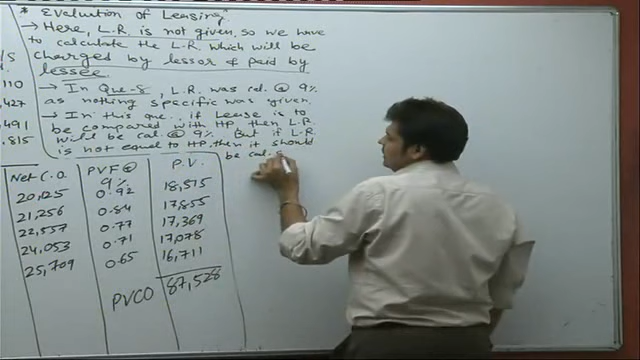 * Evaluation of Leasing:
→ Here, L.R. is not given, so we have
to calculate the L.R. which will be
charged by lessor & paid by
lessee.
→ In Que-8, L.R. was cal. @ 9%
as nothing specific was given.
→ In this que. if Lease is to
be compared with HP then L.R.
will be cal. @ 9%. But if L.R.
is not equal to HP, then it should
be cal.
/S
110
,427
,491
.815
Net C.O. PVF@ 9% P.V.
20,125 0.92 18,515
21,256 0.84 17,855
22,557 0.77 17,369
24,053 0.71 17,078
25,709 0.65 16,711
PVCO 87,528